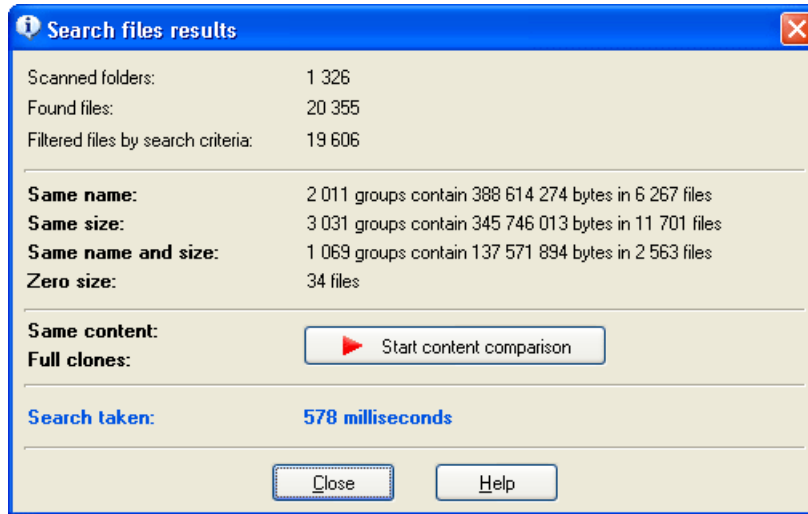 Search files results
Scanned folders: 1 326
Found files: 20 355
Filtered files by search criteria: 19 606
Same name: 2 011 groups contain 388 614 274 bytes in 6 267 files
Same size: 3 031 groups contain 345 746 013 bytes in 11 701 files
Same name and size: 1 069 groups contain 137 571 894 bytes in 2 563 files
Zero size: 34 files
Same content:
Start content comparison
Full clones:
Search taken: 578 milliseconds
Close Help